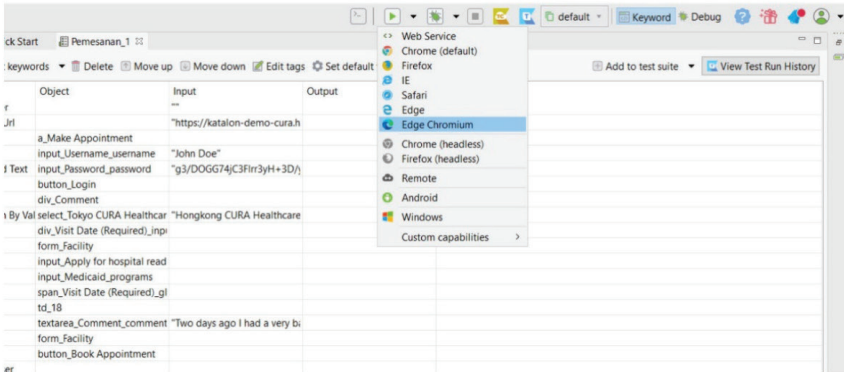 default
Keyword
Debug
ck Start
Pemesanan_1
keywords
Delete
Move up
Move down
Edit tags
Set default
Add to test suite
View Test Run History
Web Service
Chrome (default)
Firefox
IE
Safari
Edge
Edge Chromium
Chrome (headless)
Firefox (headless)
Remote
Android
Windows
Custom capabilities
Object Input Output
r ""
Url "https://katalon-demo-cura.h
a_Make Appointment
input_Username_username "John Doe"
d Text input_Password_password "g3/DOGG74jC3Flrr3yH+3D/
button_Login
div_Comment
n By Val select_Tokyo CURA Healthcar "Hongkong CURA Healthcare
div_Visit Date (Required)_inpu
form_Facility
input_Apply for hospital read
input_Medicaid_programs
span_Visit Date (Required)_gl
td_18
textarea_Comment_comment "Two days ago I had a very ba
form_Facility
button_Book Appointment
er